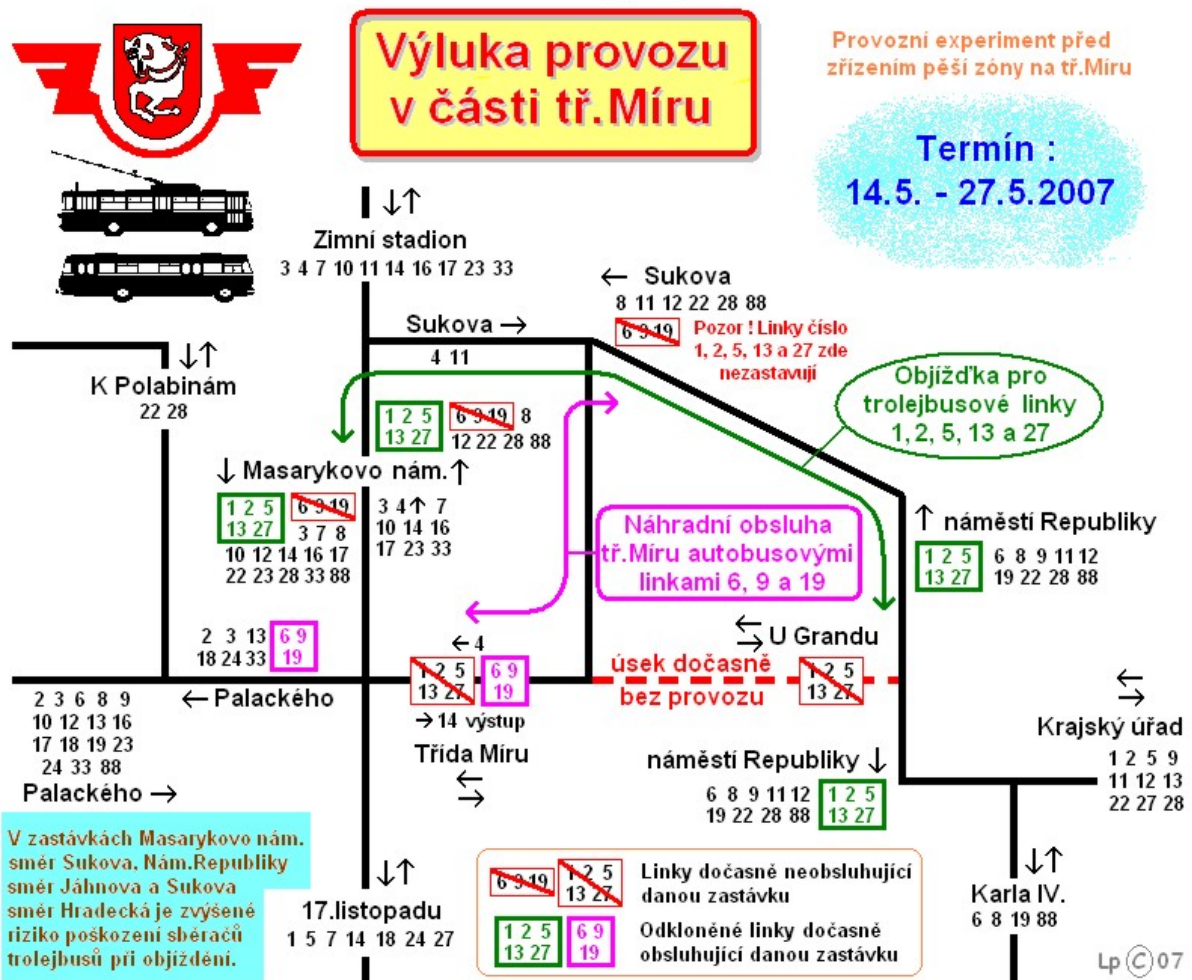 Výluka provozu
v části tř.Míru
Provozní experiment před
zřízením pěší zóny na tř.Míru
Termín :
14.5. - 27.5.2007
↓↑
Zimní stadion
3 4 7 10 11 14 16 17 23 33
← Sukova
8 11 12 22 28 88
6 9 19
Pozor ! Linky číslo
1, 2, 5, 13 a 27 zde
nezastavují
Sukova →
4 11
↓↑
K Polabinám
22 28
Objížďka pro
trolejbusové linky
1, 2, 5, 13 a 27
1 2 5
13 27
6 9 19 8
12 22 28 88
↓ Masarykovo nám. ↑
1 2 5
13 27
6 9 19
3 7 8
10 12 14 16 17
22 23 28 33 88
3 4↑ 7
10 14 16
17 23 33
Náhradní obsluha
tř.Míru autobusovými
linkami 6, 9 a 19
↑ náměstí Republiky
1 2 5
13 27
6 8 9 11 12
19 22 28 88
2 3 13
18 24 33
6 9
19
← Palackého
←4
1 2 5
13 27
6 9
19
→14 výstup
Třída Míru
←
→
←
→
U Grandu
úsek dočasně
bez provozu
1 2 5
13 27
2 3 6 8 9
10 12 13 16
17 18 19 23
24 33 88
Palackého →
náměstí Republiky ↓
6 8 9 11 12
19 22 28 88
1 2 5
13 27
←
→
Krajský úřad
1 2 5 9
11 12 13
22 27 28
V zastávkách Masarykovo nám.
směr Sukova, Nám.Republiky
směr Jáhnova a Sukova
směr Hradecká je zvýšené
riziko poškození sběračů
trolejbusů při objíždění.
↓↑
17.listopadu
1 5 7 14 18 24 27
6 9 19
1 2 5
13 27
Linky dočasně neobsluhující
danou zastávku
1 2 5
13 27
6 9
19
Odkloněné linky dočasně
obsluhující danou zastávku
↓↑
Karla IV.
6 8 19 88
Lp ©07